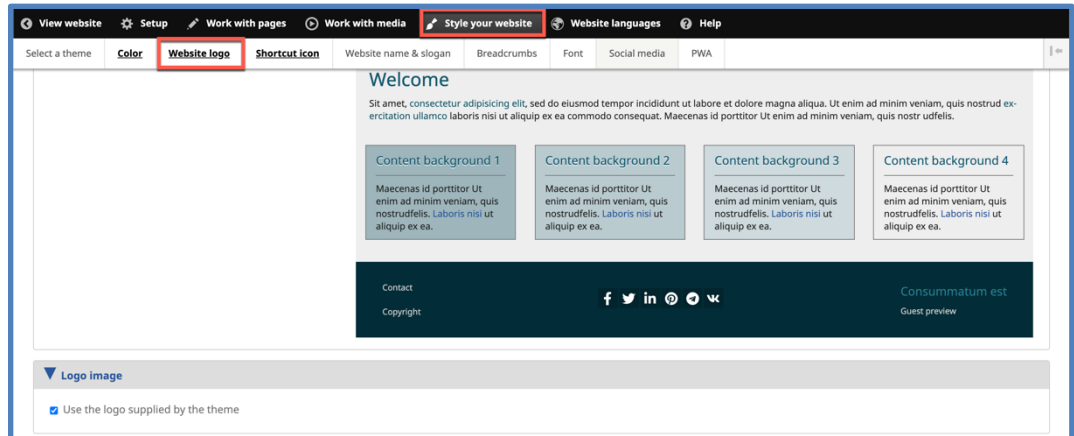 View website Setup Work with pages Work with media Style your website Website languages Help
Select a theme Color Website logo Shortcut icon Website name & slogan Breadcrumbs Font Social media PWA
Welcome
Sit amet, consectetur adipisicing elit, sed do eiusmod tempor incididunt ut labore et dolore magna aliqua. Ut enim ad minim veniam, quis nostrud ex-
ercitation ullamco laboris nisi ut aliquip ex ea commodo consequat. Maecenas id porttitor Ut enim ad minim veniam, quis nostr udfelis.
Content background 1
Maecenas id porttitor Ut
enim ad minim veniam, quis
nostrudfelis. Laboris nisi ut
aliquip ex ea.
Content background 2
Maecenas id porttitor Ut
enim ad minim veniam, quis
nostrudfelis. Laboris nisi ut
aliquip ex ea.
Content background 3
Maecenas id porttitor Ut
enim ad minim veniam, quis
nostrudfelis. Laboris nisi ut
aliquip ex ea.
Content background 4
Maecenas id porttitor Ut
enim ad minim veniam, quis
nostrudfelis. Laboris nisi ut
aliquip ex ea.
Contact
Copyright
Consummatum est
Guest preview
Logo image
Use the logo supplied by the theme